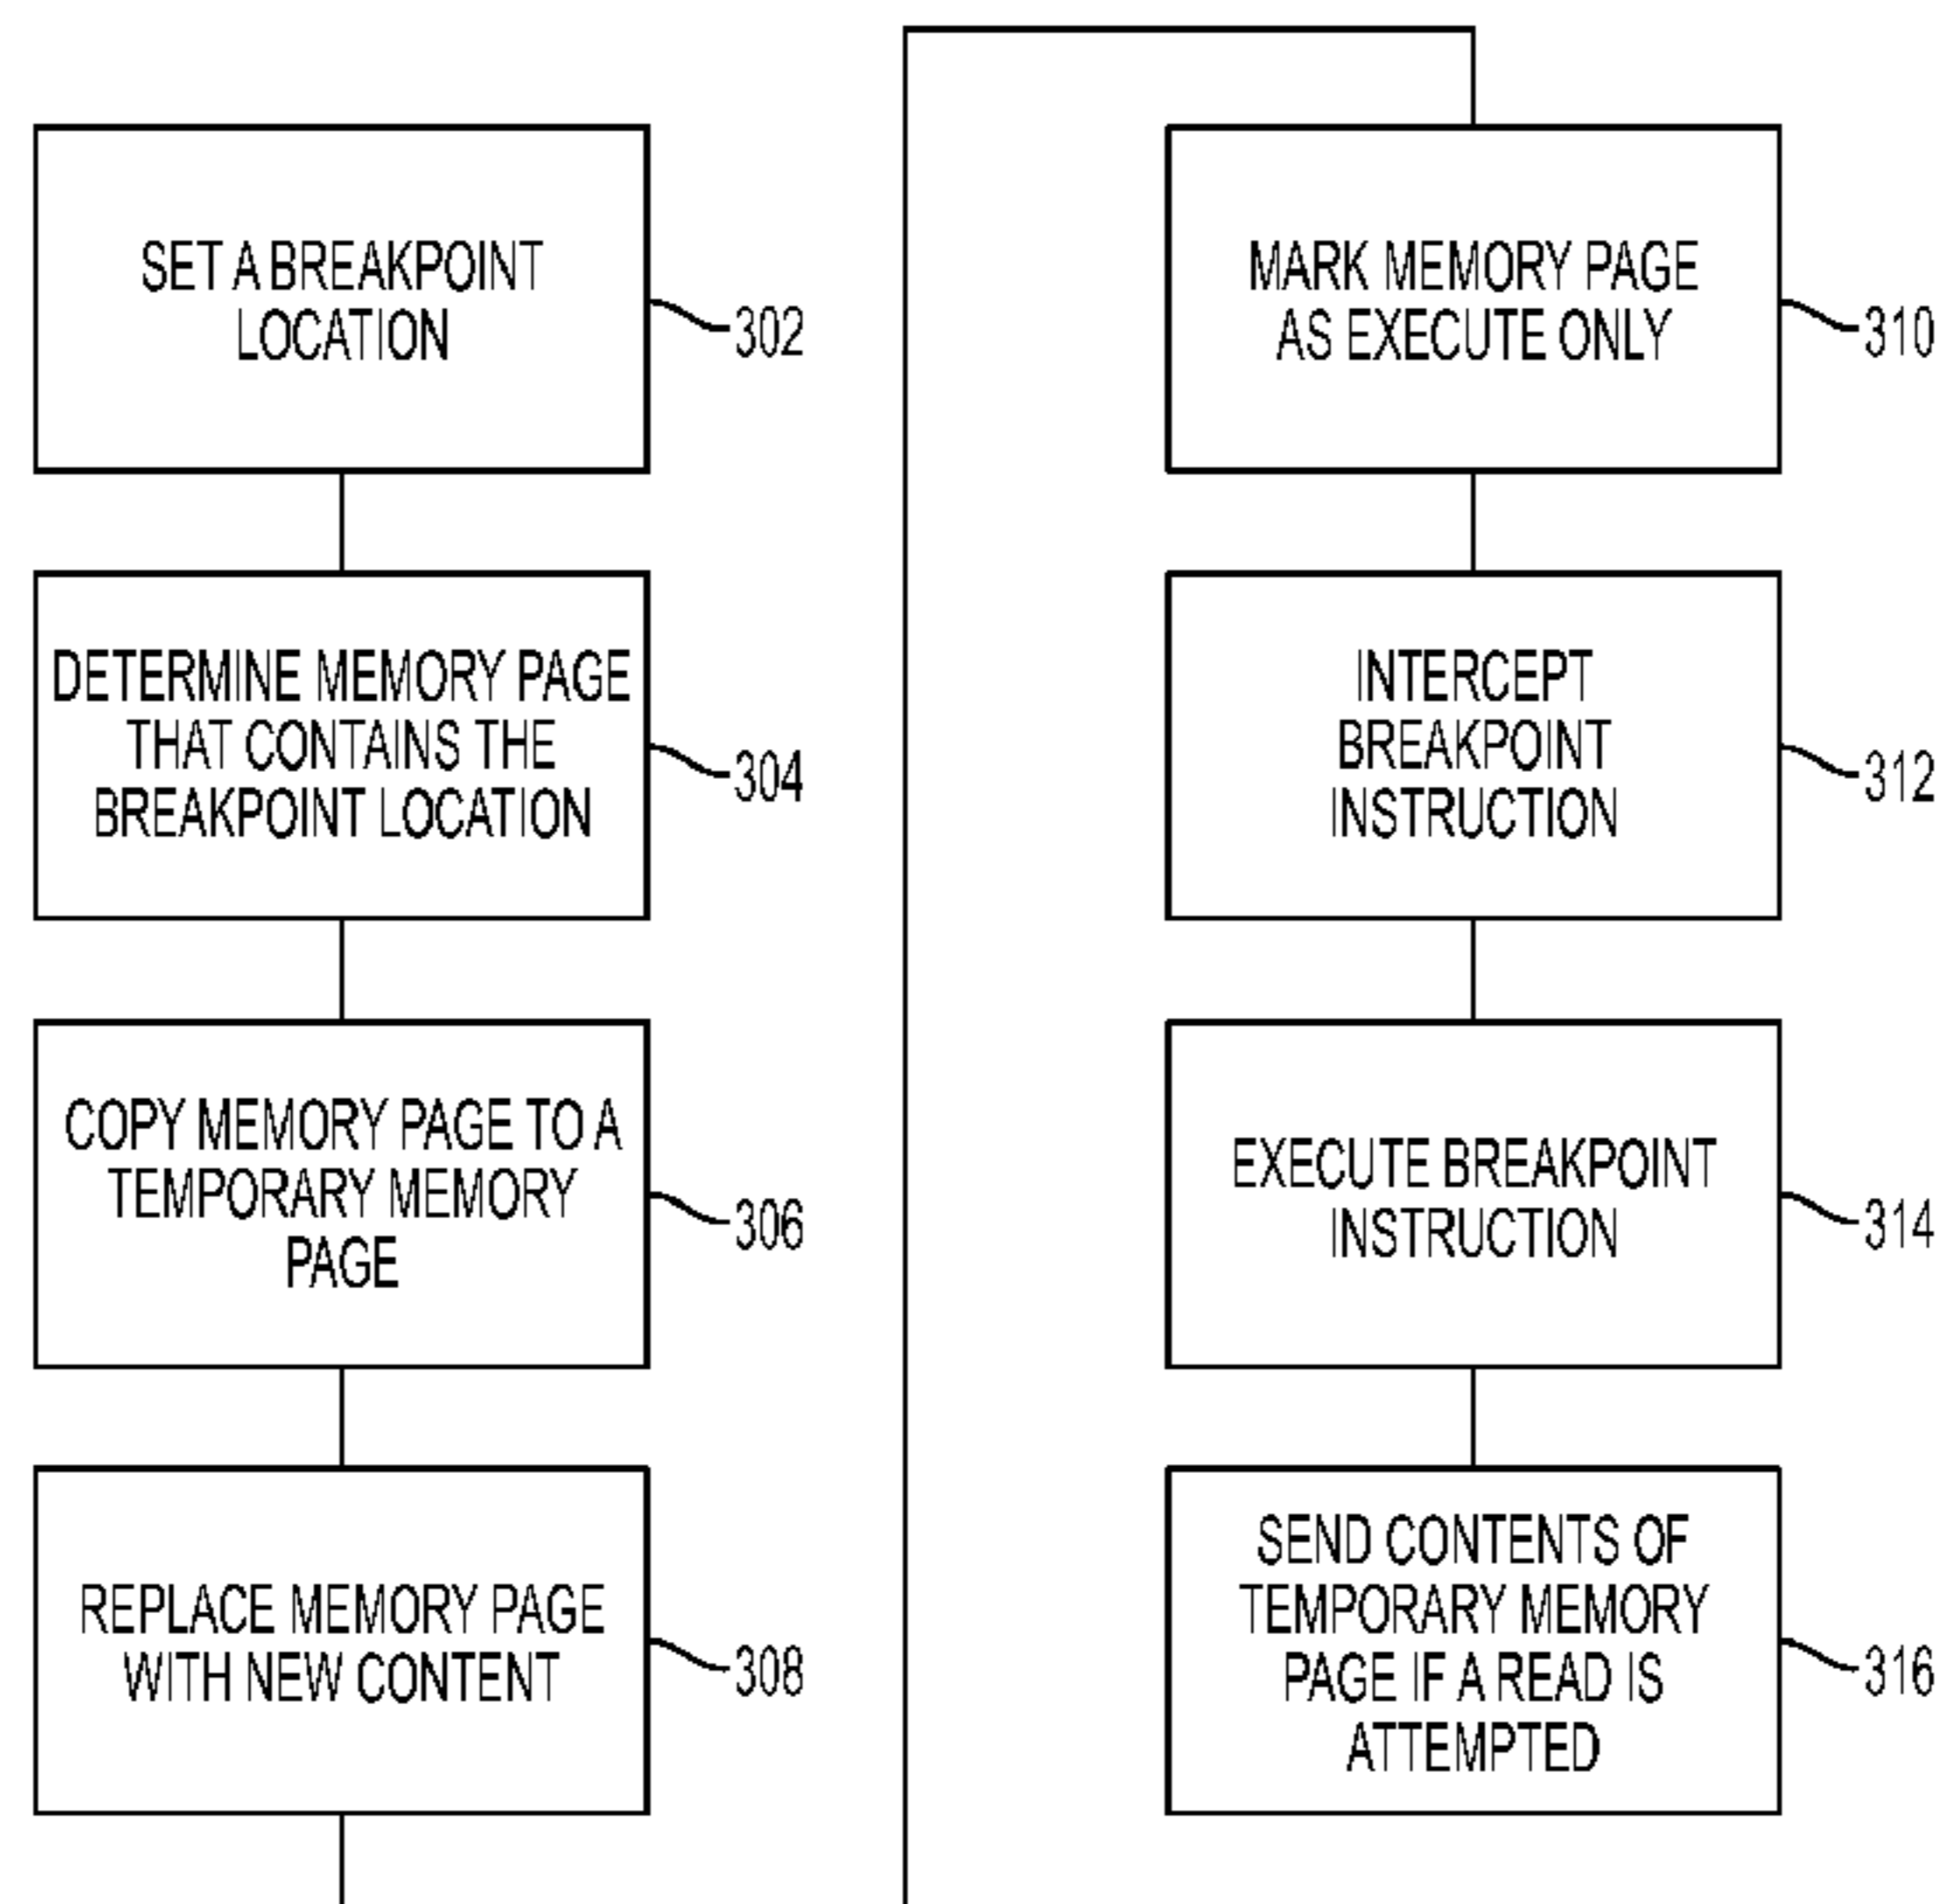 SET A BREAKPOINT
LOCATION
302
DETERMINE MEMORY PAGE
THAT CONTAINS THE
BREAKPOINT LOCATION
304
COPY MEMORY PAGE TO A
TEMPORARY MEMORY
PAGE
306
REPLACE MEMORY PAGE
WITH NEW CONTENT
308
MARK MEMORY PAGE
AS EXECUTE ONLY
310
INTERCEPT
BREAKPOINT
INSTRUCTION
312
EXECUTE BREAKPOINT
INSTRUCTION
314
SEND CONTENTS OF
TEMPORARY MEMORY
PAGE IF A READ IS
ATTEMPTED
316